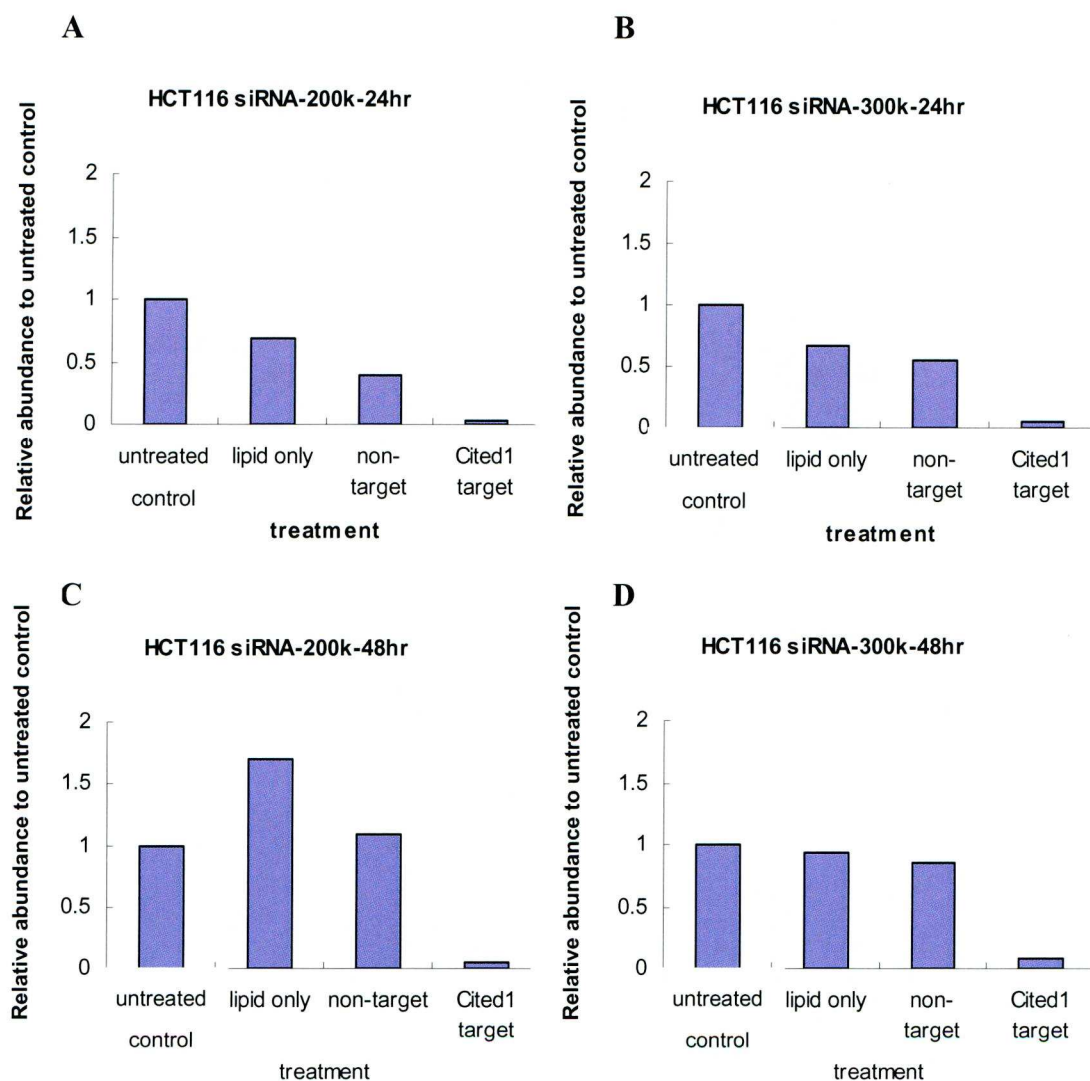 A
HCT116 siRNA-200k-24hr
Relative abundance to untreated control
2
1.5
1
0.5
0
untreated
control
lipid only
non-
target
Cited1
target
treatment
B
HCT116 siRNA-300k-24hr
Relative abundance to untreated control
2
1.5
1
0.5
0
untreated
control
lipid only
non-
target
Cited1
target
treatment
C
HCT116 siRNA-200k-48hr
Relative abundance to untreated control
2
1.5
1
0.5
0
untreated
control
lipid only
non-target
Cited1
target
treatment
D
HCT116 siRNA-300k-48hr
Relative abundance to untreated control
2
1.5
1
0.5
0
untreated
control
lipid only
non-
target
Cited1
target
treatment